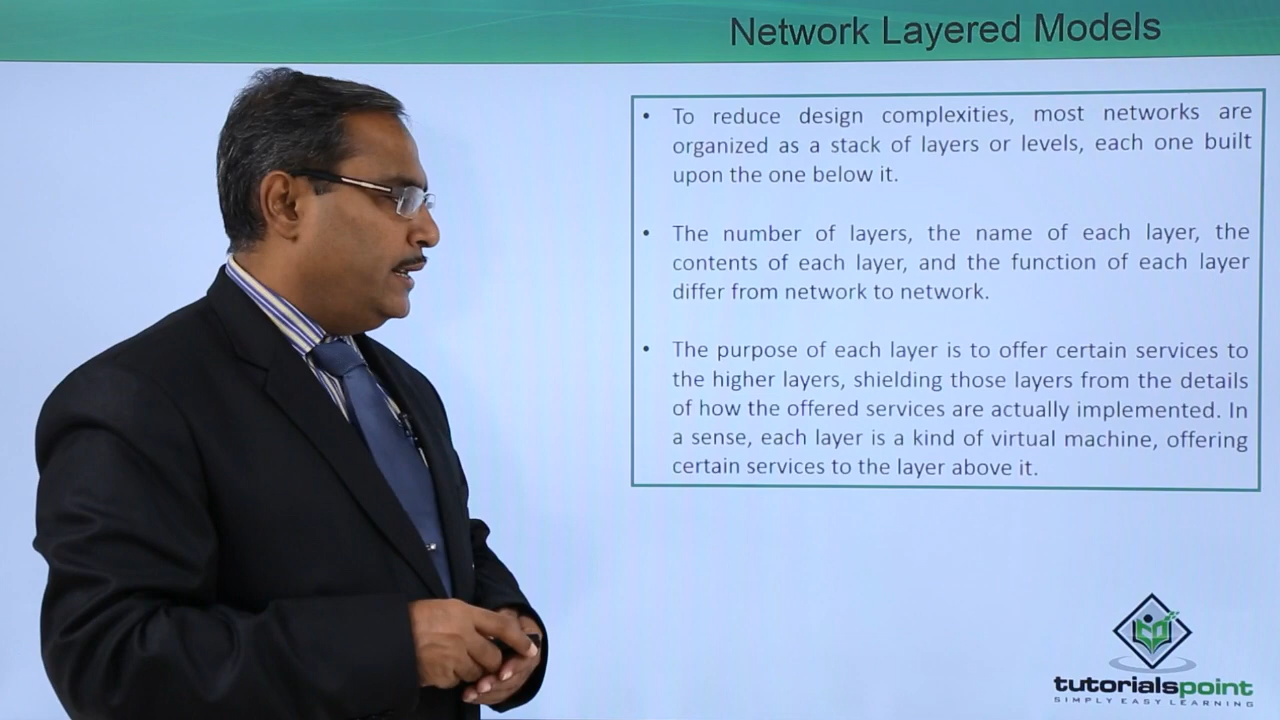 Network Layered Models
• To reduce design complexities, most networks are
organized as a stack of layers or levels, each one built
upon the one below it.
• The number of layers, the name of each layer, the
contents of each layer, and the function of each layer
differ from network to network.
• The purpose of each layer is to offer certain services to
the higher layers, shielding those layers from the details
of how the offered services are actually implemented. In
a sense, each layer is a kind of virtual machine, offering
certain services to the layer above it.
tutorialspoint
SIMPLY EASY LEARNING